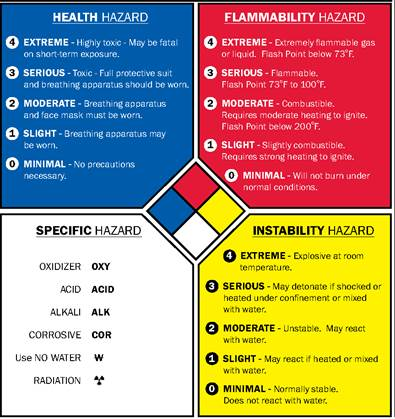 HEALTH HAZARD
4 EXTREME - Highly toxic - May be fatal
on short-term exposure.
3 SERIOUS - Toxic - Full protective suit
and breathing apparatus should be worn.
2 MODERATE - Breathing apparatus
and face mask must be worn.
1 SLIGHT - Breathing apparatus may
be worn.
0 MINIMAL - No precautions
necessary.
FLAMMABILITY HAZARD
4 EXTREME - Extremely flammable gas
or liquid. Flash Point below 73°F.
3 SERIOUS - Flammable.
Flash Point 73°F to 100°F.
2 MODERATE - Combustible.
Requires moderate heating to ignite.
Flash Point below 200°F.
1 SLIGHT - Slightly combustible.
Requires strong heating to ignite.
0 MINIMAL - Will not burn under
normal conditions.
SPECIFIC HAZARD
OXIDIZER OXY
ACID ACID
ALKALI ALK
CORROSIVE COR
Use NO WATER W̶
RADIATION ☢
INSTABILITY HAZARD
4 EXTREME - Explosive at room
temperature.
3 SERIOUS - May detonate if shocked or
heated under confinement or mixed
with water.
2 MODERATE - Unstable. May react
with water.
1 SLIGHT - May react if heated or mixed
with water.
0 MINIMAL - Normally stable.
Does not react with water.